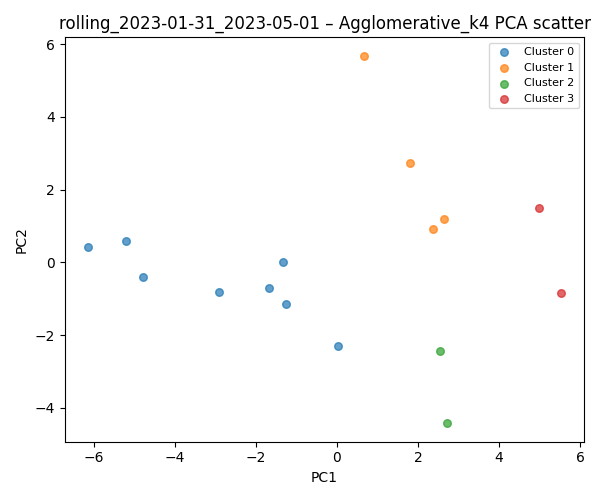 rolling_2023-01-31_2023-05-01 – Agglomerative_k4 PCA scatter
Cluster 0
Cluster 1
Cluster 2
Cluster 3
6
4
2
0
−2
−4
PC2
−6
−4
−2
0
2
4
6
PC1